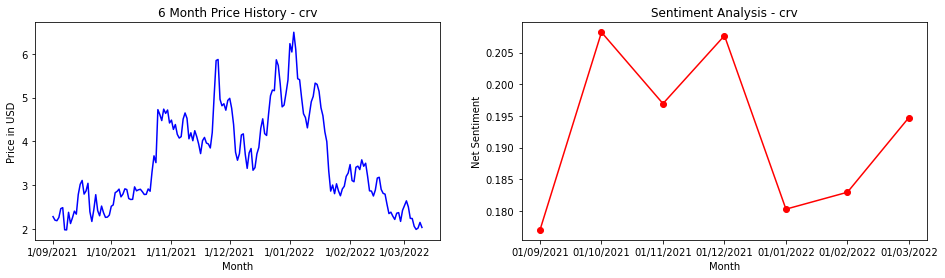 6 Month Price History - crv
Price in USD
6
5
4
3
2
1/09/2021 1/10/2021 1/11/2021 1/12/2021 1/01/2022 1/02/2022 1/03/2022
Month
Sentiment Analysis - crv
Net Sentiment
0.205
0.200
0.195
0.190
0.185
0.180
01/09/2021 01/10/2021 01/11/2021 01/12/2021 01/01/2022 01/02/2022 01/03/2022
Month